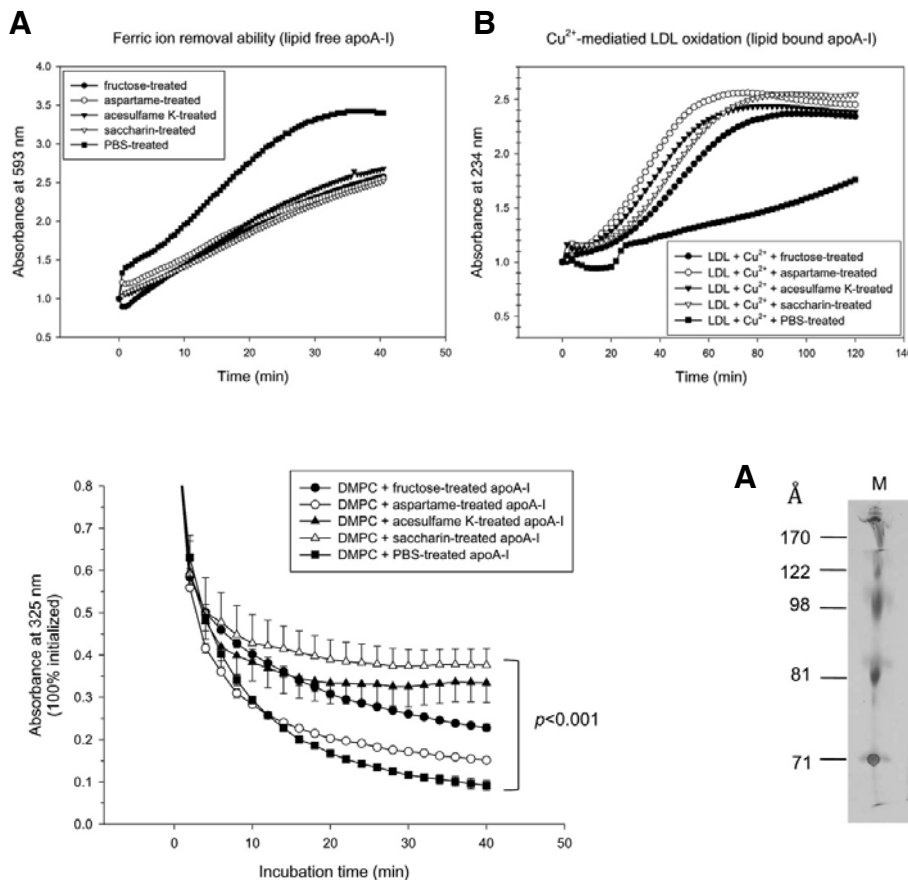 A
Ferric ion removal ability (lipid free apoA-I)
Absorbance at 593 nm
4.0
3.5
3.0
2.5
2.0
1.5
1.0
0.5
fructose-treated
aspartame-treated
acesulfame K-treated
saccharin-treated
PBS-treated
0 10 20 30 40 50
Time (min)
B
Cu²⁺-mediatied LDL oxidation (lipid bound apoA-I)
Absorbance at 234 nm
2.5
2.0
1.5
1.0
0.5
LDL + Cu²⁺ + fructose-treated
LDL + Cu²⁺ + aspartame-treated
LDL + Cu²⁺ + acesulfame K-treated
LDL + Cu²⁺ + saccharin-treated
LDL + Cu²⁺ + PBS-treated
0 20 40 60 80 100 120 140
Time (min)
Absorbance at 325 nm
(100% initialized)
0.8
0.7
0.6
0.5
0.4
0.3
0.2
0.1
0.0
DMPC + fructose-treated apoA-I
DMPC + aspartame-treated apoA-I
DMPC + acesulfame K-treated apoA-I
DMPC + saccharin-treated apoA-I
DMPC + PBS-treated apoA-I
p<0.001
0 10 20 30 40 50
Incubation time (min)
A
Å
M
170
122
98
81
71